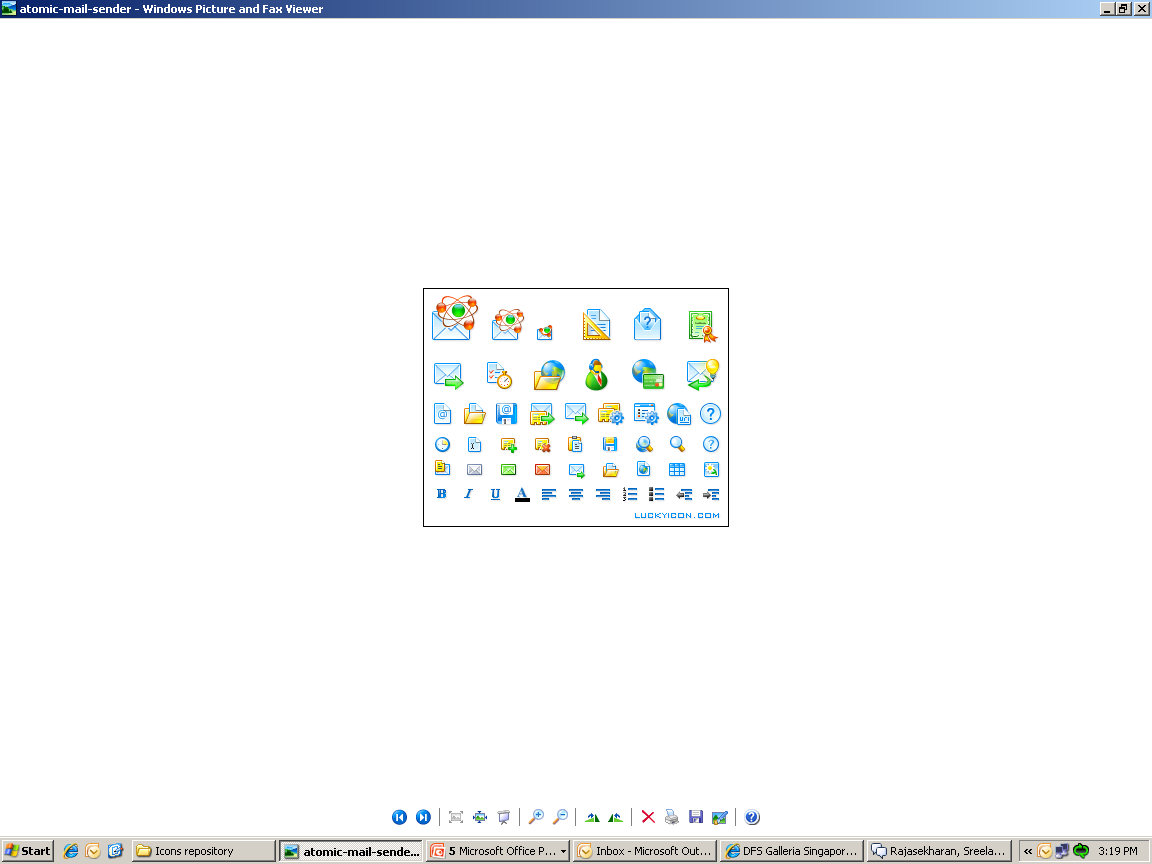 atomic-mail-sender - Windows Picture and Fax Viewer
B I U A
LUCKYICON.COM
Start
Icons repository
atomic-mail-sende...
5 Microsoft Office P...
Inbox - Microsoft Out...
DFS Galleria Singapor...
Rajasekharan, Sreela...
3:19 PM